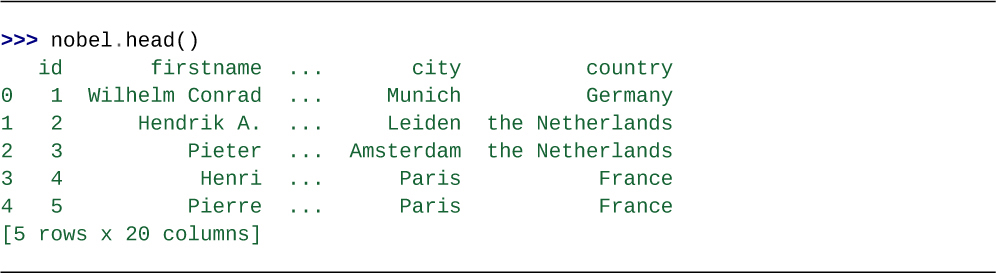 >>> nobel.head()
   id       firstname  ...       city          country
0   1  Wilhelm Conrad  ...     Munich          Germany
1   2      Hendrik A.  ...     Leiden  the Netherlands
2   3          Pieter  ...  Amsterdam  the Netherlands
3   4           Henri  ...      Paris           France
4   5          Pierre  ...      Paris           France
[5 rows x 20 columns]